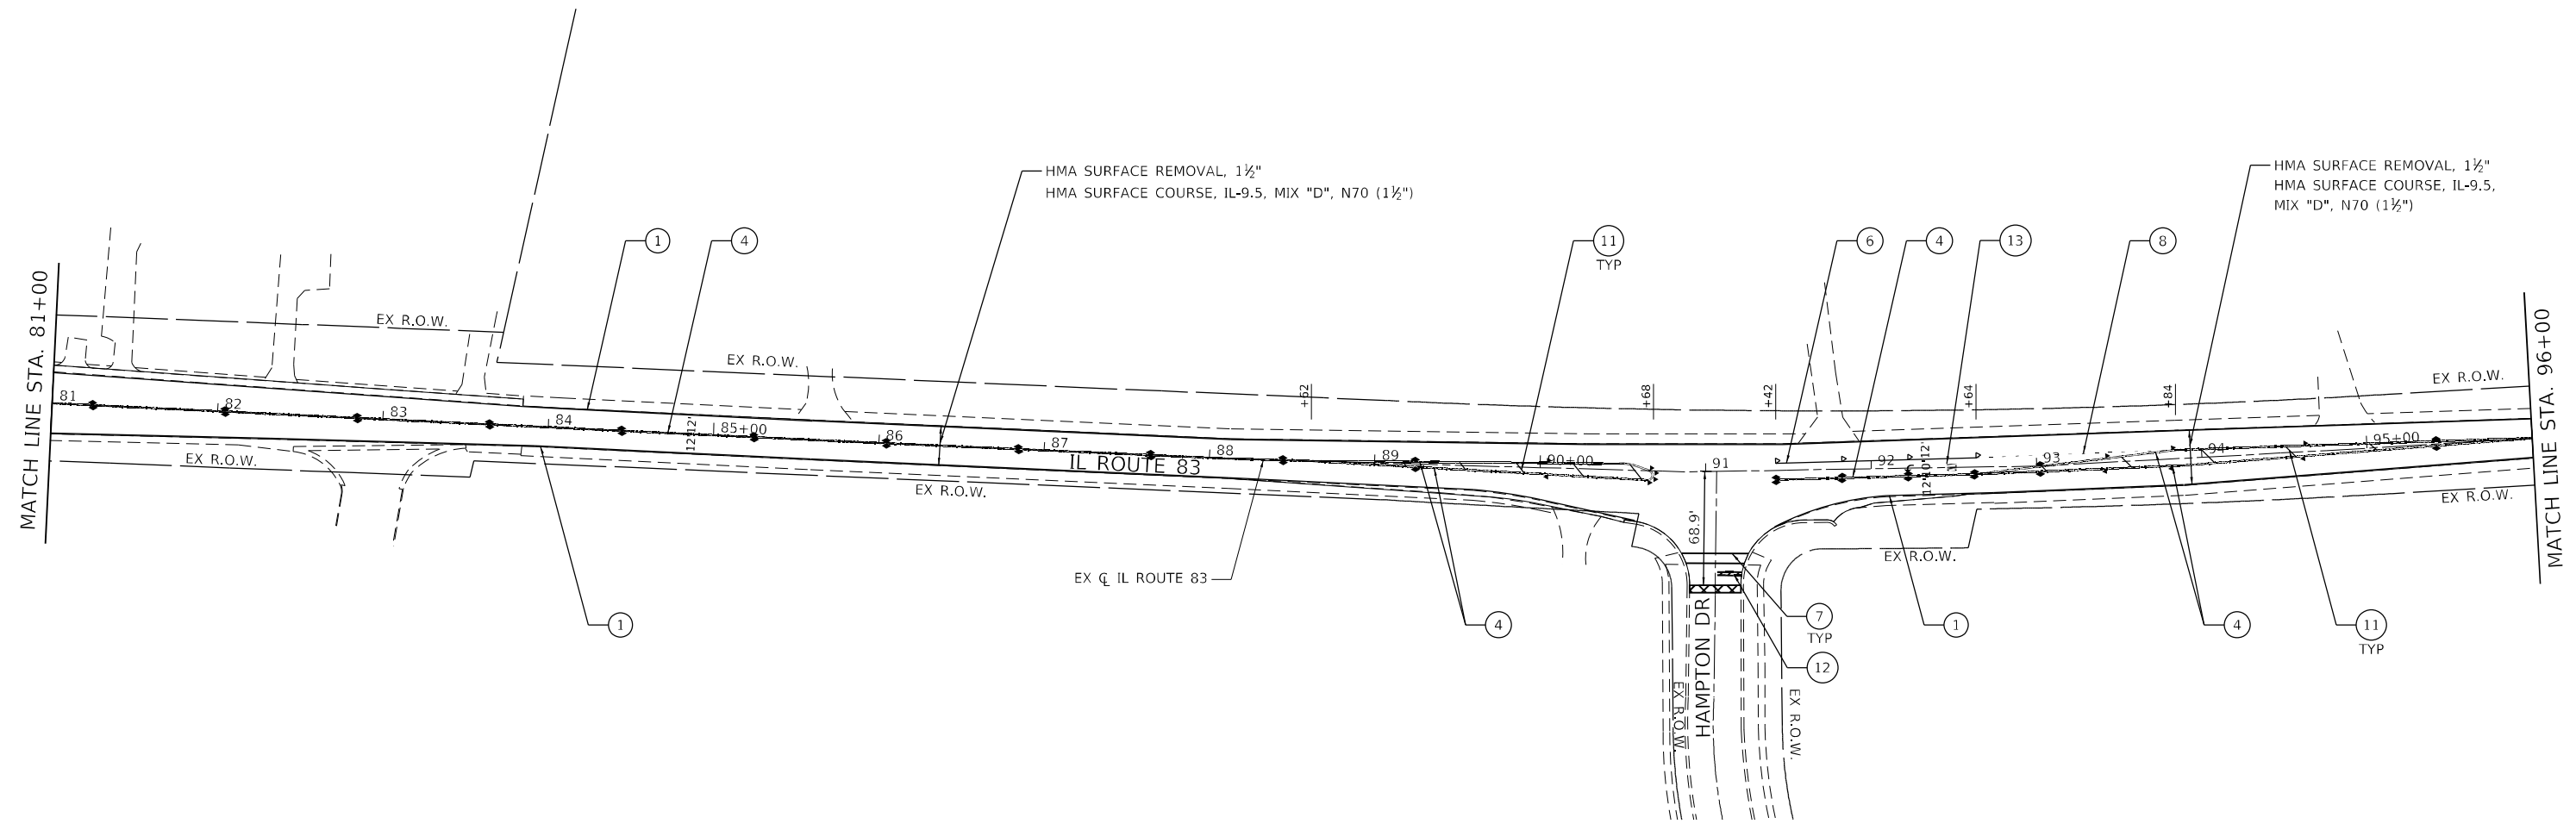 HMA SURFACE REMOVAL, 1½"
HMA SURFACE COURSE, IL-9.5, MIX "D", N70 (1½")
HMA SURFACE REMOVAL, 1½"
HMA SURFACE COURSE, IL-9.5,
MIX "D", N70 (1½")
1
4
11
TYP
6
4
13
8
MATCH LINE STA. 81+00
EX R.O.W.
EX R.O.W.
+62
+68
+42
+64
+84
EX R.O.W.
MATCH LINE STA. 96+00
81
82
83
84
85+00
86
87
88
89
90+00
91
92
93
94
95+00
12'
12'
12'
10'
12'
IL ROUTE 83
EX R.O.W.
EX R.O.W.
EX R.O.W.
EX R.O.W.
68.9'
EX ℄ IL ROUTE 83
1
4
7
TYP
12
1
4
11
TYP
HAMPTON DR
EX R.O.W.
EX R.O.W.